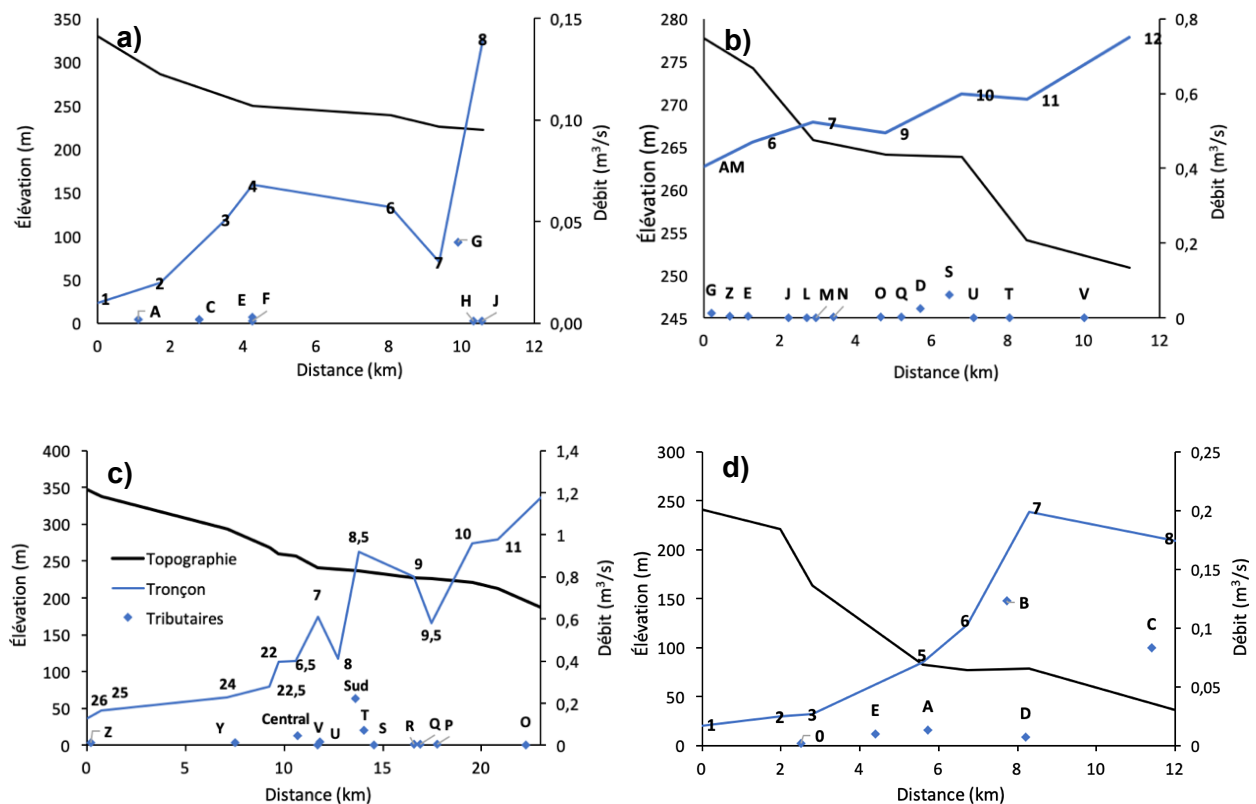 a)
350
300
250
200
150
100
50
0
Élévation (m)
0,15
0,10
0,05
0,00
Débit (m³/s)
1
2
3
4
6
7
8
A
C
E
F
G
H
J
0
2
4
6
8
10
12
Distance (km)
b)
280
275
270
265
260
255
250
245
Élévation (m)
0,8
0,6
0,4
0,2
0
Débit (m³/s)
AM
6
7
9
10
11
12
G
Z
E
J
L
M
N
O
Q
D
S
U
T
V
0
2
4
6
8
10
12
Distance (km)
c)
400
350
300
250
200
150
100
50
0
Élévation (m)
1,4
1,2
1
0,8
0,6
0,4
0,2
0
Débit (m³/s)
Topographie
Tronçon
Tributaires
26
25
24
22
22,5
6,5
7
8
8,5
9
9,5
10
11
Z
Y
Central
V
U
Sud
T
S
R
Q
P
O
0
5
10
15
20
Distance (km)
d)
300
250
200
150
100
50
0
Élévation (m)
0,25
0,2
0,15
0,1
0,05
0
Débit (m³/s)
1
2
3
5
6
7
8
0
E
A
B
D
C
0
2
4
6
8
10
12
Distance (km)